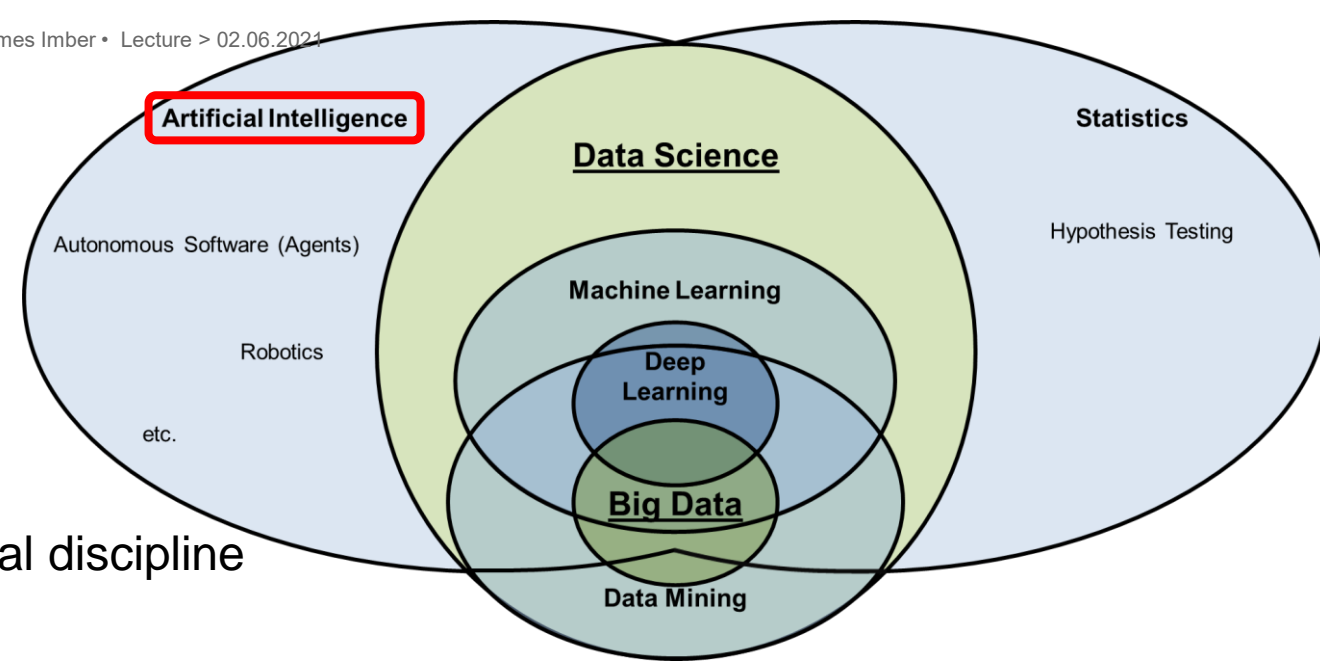 mes Imber • Lecture > 02.06.2021
Artificial Intelligence
Statistics
Data Science
Autonomous Software (Agents)
Hypothesis Testing
Machine Learning
Robotics
Deep
Learning
etc.
Big Data
al discipline
Data Mining